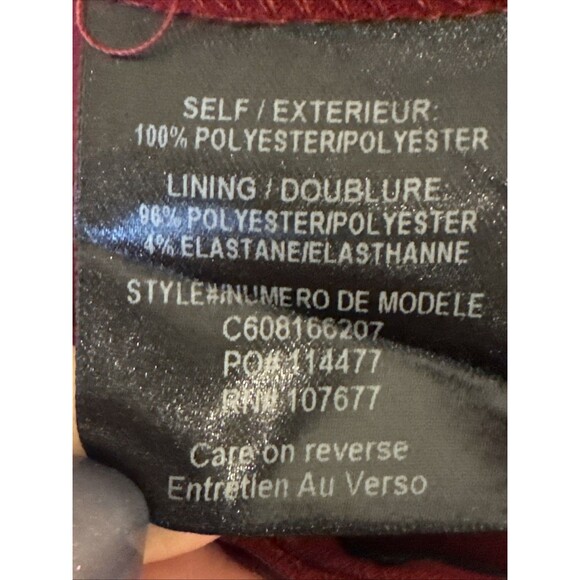 SELF / EXTERIEUR:
100% POLYESTER/POLYESTER
LINING / DOUBLURE:
96% POLYESTER/POLYESTER
4% ELASTANE/ELASTHANNE
STYLE#/NUMERO DE MODELE
C608166207
PO# 114477
RN# 107677
Care on reverse
Entretien Au Verso